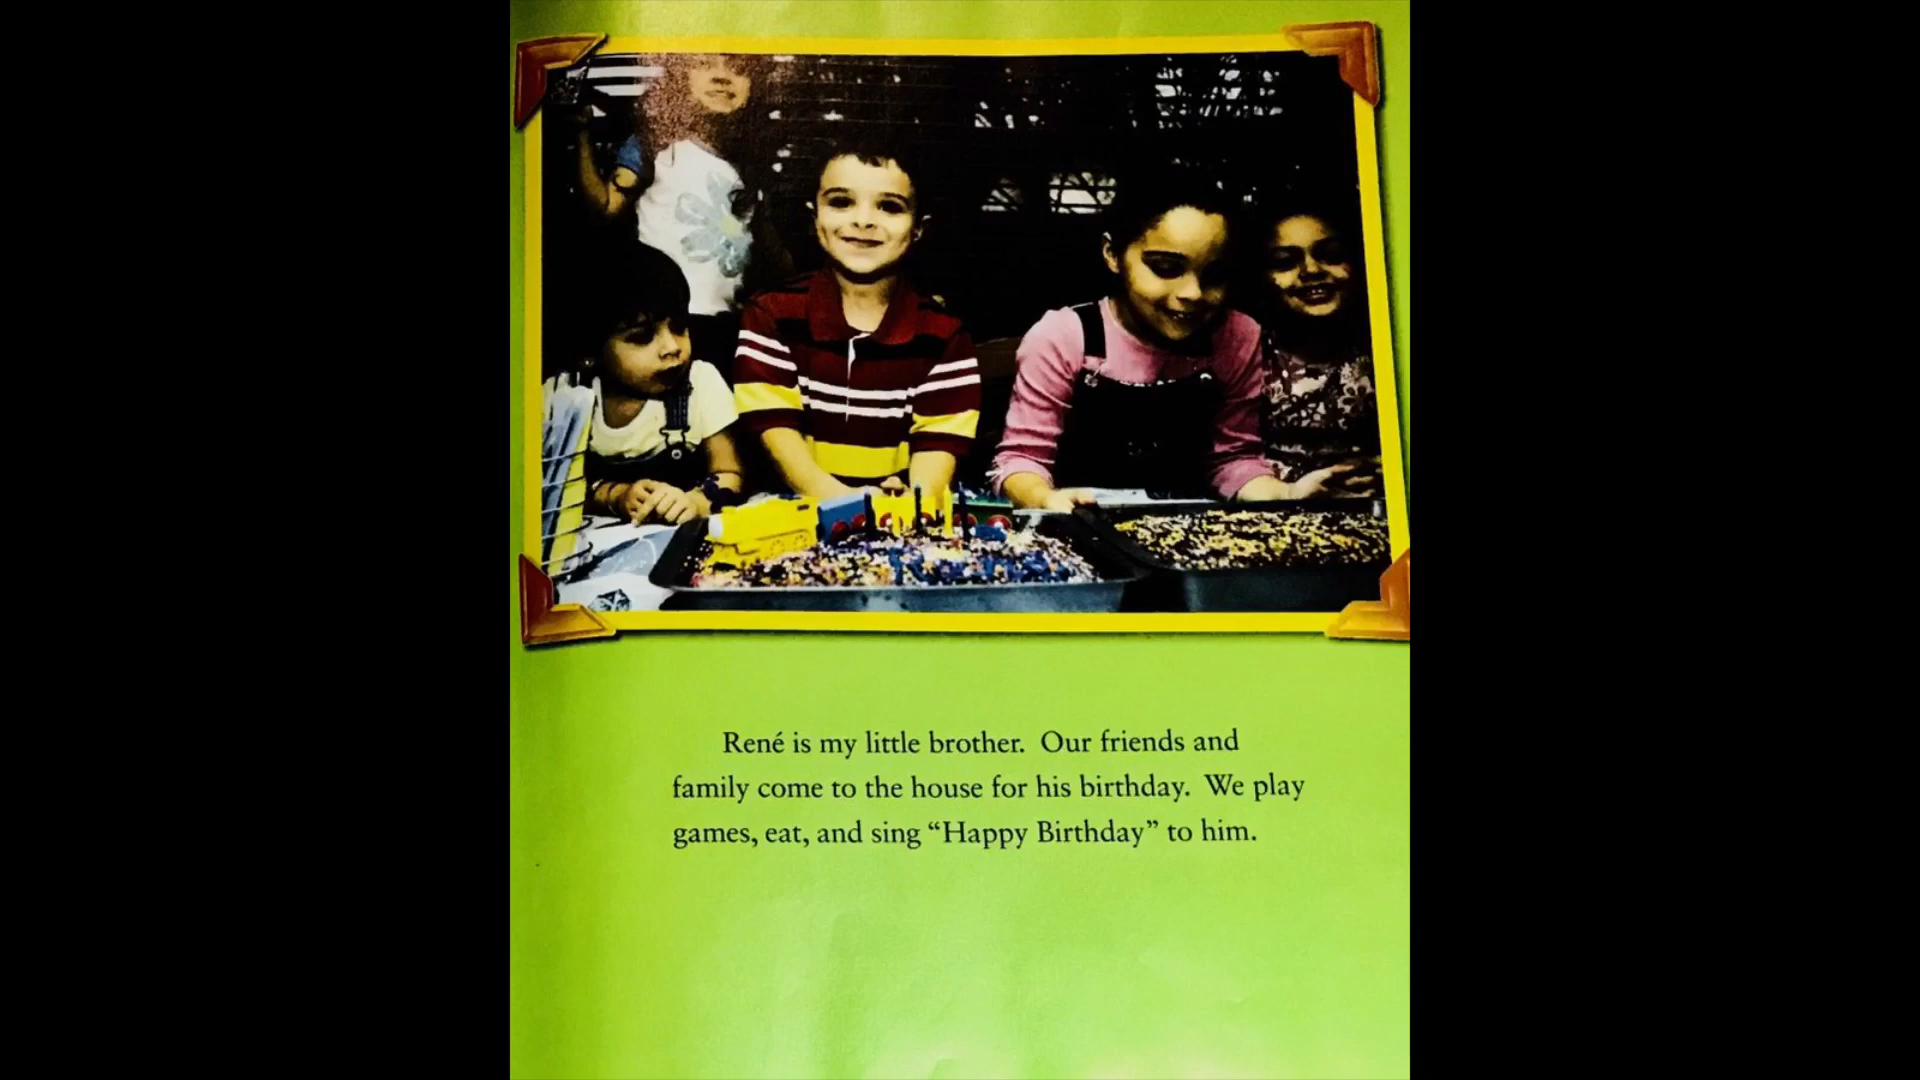 René is my little brother. Our friends and
family come to the house for his birthday. We play
games, eat, and sing “Happy Birthday” to him.